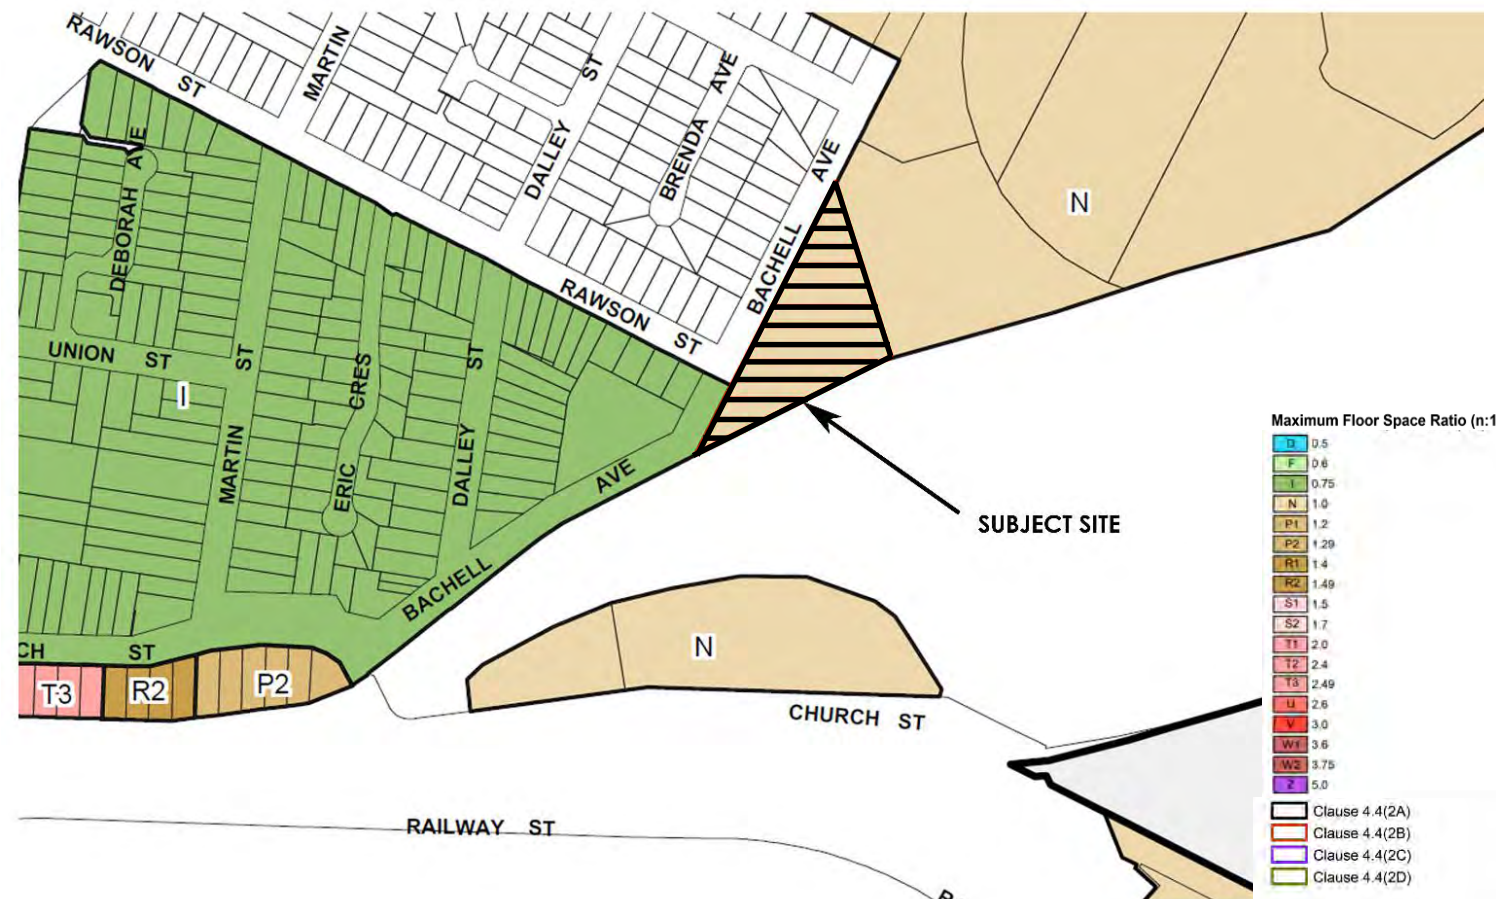 RAWSON ST
MARTIN
DALLEY ST
BRENDA AVE
BACHELL AVE
DEBORAH AVE
N
RAWSON ST
UNION ST
I
MARTIN ST
ERIC CRES
DALLEY ST
BACHELL AVE
SUBJECT SITE
CH ST
T3
R2
P2
N
CHURCH ST
RAILWAY ST
Maximum Floor Space Ratio (n:1
D 0.5
F 0.6
I 0.75
N 1.0
P1 1.2
P2 1.29
R1 1.4
R2 1.49
S1 1.5
S2 1.7
T1 2.0
T2 2.4
T3 2.49
U 2.6
V 3.0
W1 3.6
W2 3.75
Z 5.0
Clause 4.4(2A)
Clause 4.4(2B)
Clause 4.4(2C)
Clause 4.4(2D)